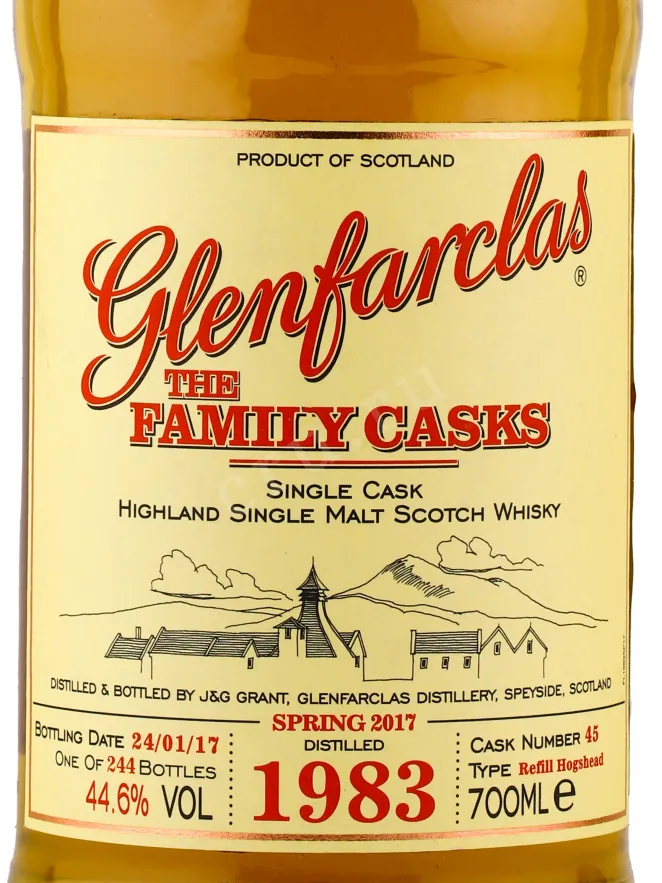 PRODUCT OF SCOTLAND
Glenfarclas ®
THE
FAMILY CASKS
SINGLE CASK
HIGHLAND SINGLE MALT SCOTCH WHISKY
DISTILLED & BOTTLED BY J&G GRANT, GLENFARCLAS DISTILLERY, SPEYSIDE, SCOTLAND
SPRING 2017
BOTTLING DATE 24/01/17
ONE OF 244 BOTTLES
44.6% VOL
DISTILLED
1983
CASK NUMBER 45
TYPE Refill Hogshead
700ML e